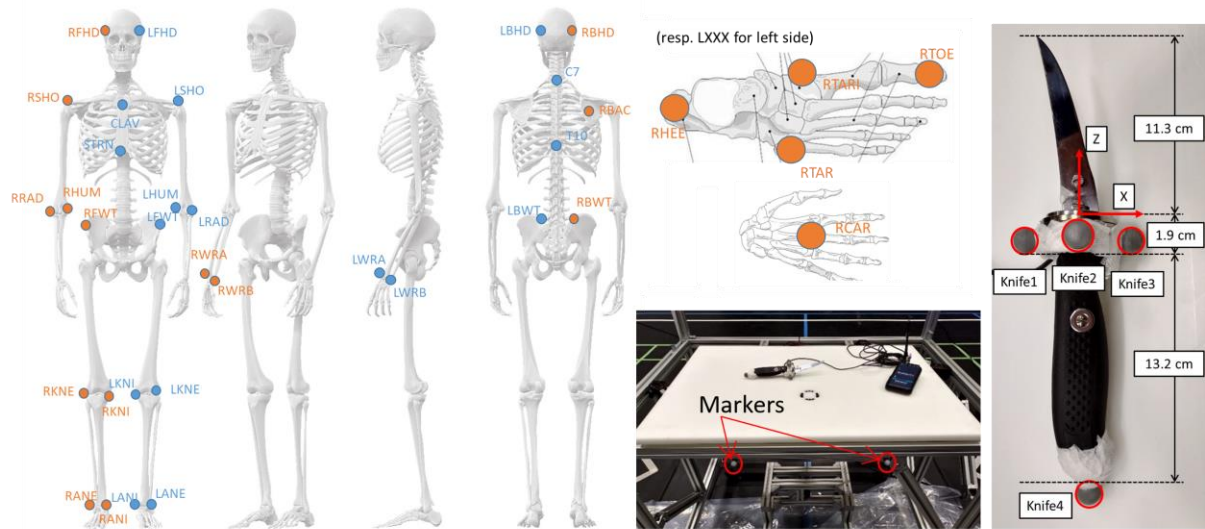 RFHD
LFHD
RSHO
LSHO
CLAV
STRN
RRAD
RHUM
LHUM
RFWT
LFWT
LRAD
RWRA
RWRB
RKNE
LKNI
LKNE
RKNI
RANE
LANI
LANE
RANI
LWRA
LWRB
LBHD
RBHD
C7
RBAC
T10
LBWT
RBWT
(resp. LXXX for left side)
RTOE
RTARI
RHEE
RTAR
RCAR
Markers
11.3 cm
Z
X
1.9 cm
Knife1
Knife2
Knife3
13.2 cm
Knife4